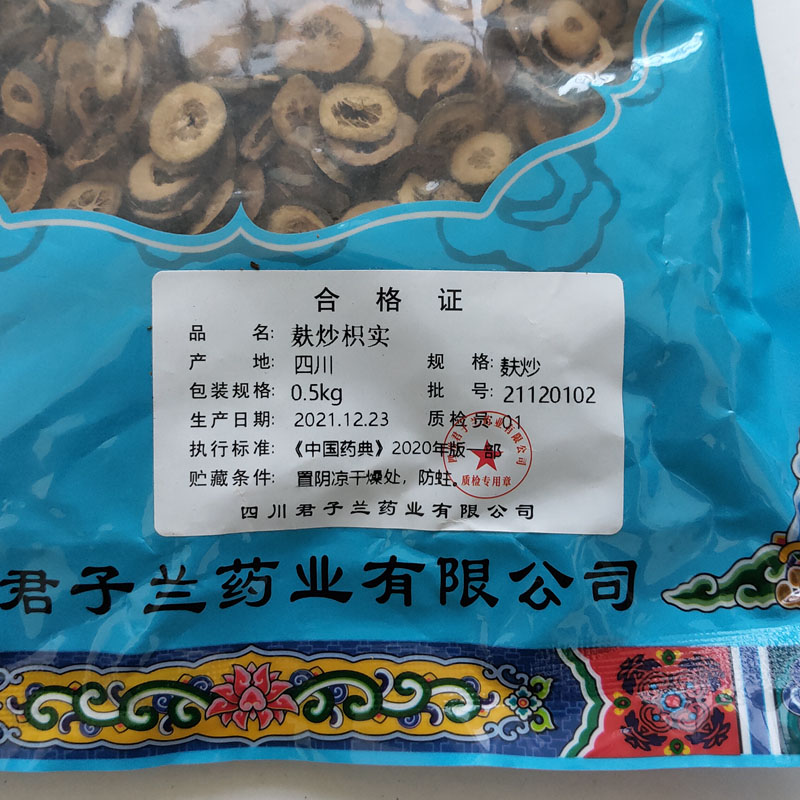 合格证
品 名: 麸炒枳实
产 地: 四川 规 格: 麸炒
包装规格: 0.5kg 批 号: 21120102
生产日期: 2021.12.23 质检员: 01
执行标准: 《中国药典》2020年版一部
贮藏条件: 置阴凉干燥处，防蛀。
质检专用章
四川君子兰药业有限公司
君子兰药业有限公司